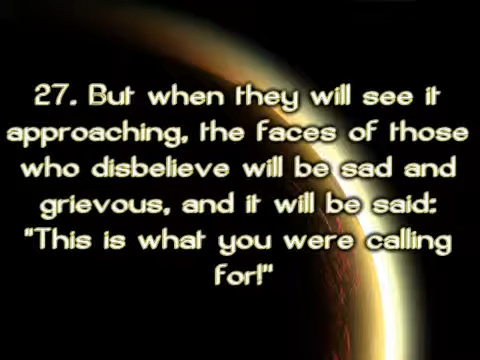 27. But when they will see it
approaching, the faces of those
who disbelieve will be sad and
grievous, and it will be said:
"This is what you were calling
for!"